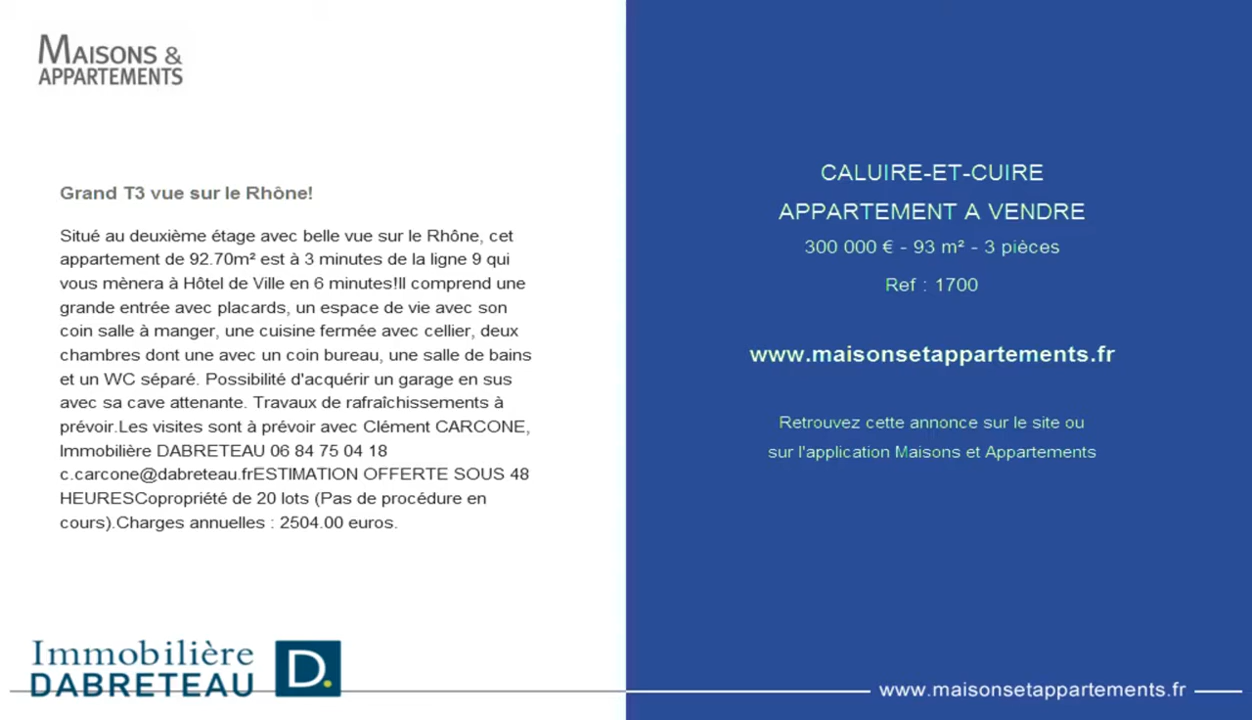 MAISONS &
APPARTEMENTS
Grand T3 vue sur le Rhône!
Situé au deuxième étage avec belle vue sur le Rhône, cet
appartement de 92.70m² est à 3 minutes de la ligne 9 qui
vous mènera à Hôtel de Ville en 6 minutes!Il comprend une
grande entrée avec placards, un espace de vie avec son
coin salle à manger, une cuisine fermée avec cellier, deux
chambres dont une avec un coin bureau, une salle de bains
et un WC séparé. Possibilité d'acquérir un garage en sus
avec sa cave attenante. Travaux de rafraîchissements à
prévoir.Les visites sont à prévoir avec Clément CARCONE,
Immobilière DABRETEAU 06 84 75 04 18
c.carcone@dabreteau.frESTIMATION OFFERTE SOUS 48
HEURESCopropriété de 20 lots (Pas de procédure en
cours).Charges annuelles : 2504.00 euros.
Immobilière
DABRETEAU
D.
CALUIRE-ET-CUIRE
APPARTEMENT A VENDRE
300 000 € - 93 m² - 3 pièces
Ref : 1700
www.maisonsetappartements.fr
Retrouvez cette annonce sur le site ou
sur l'application Maisons et Appartements
www.maisonsetappartements.fr